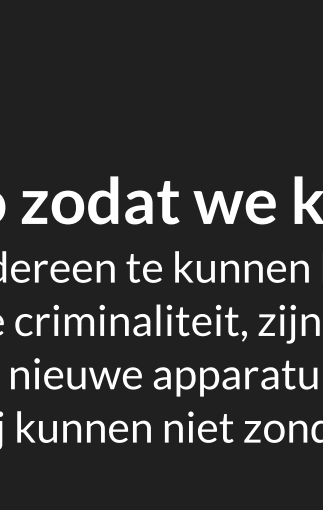 o zodat we k
dereen te kunnen
e criminaliteit, zijn
nieuwe apparatu
j kunnen niet zond